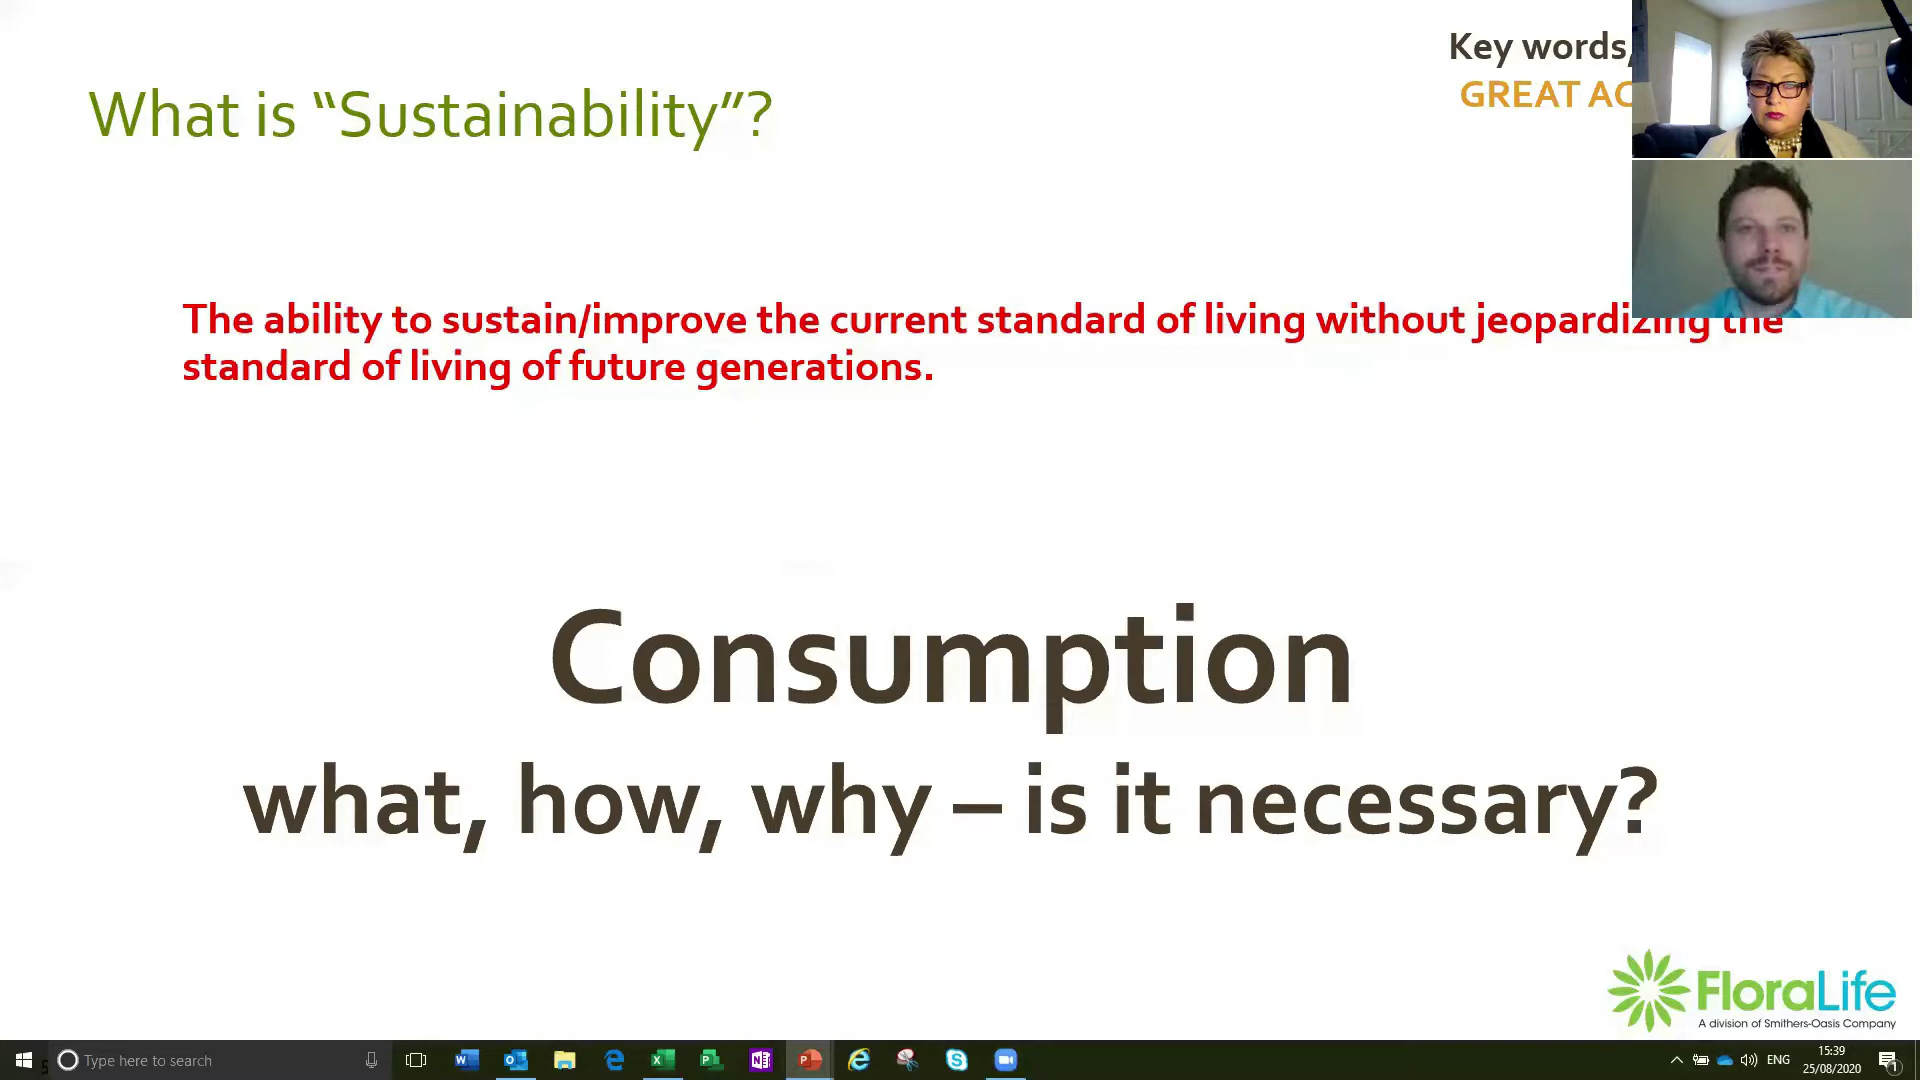 Key words,
GREAT
What is “Sustainability”?
The ability to sustain/improve the current standard of living without jeopardizing the
standard of living of future generations.
Consumption
what, how, why – is it necessary?
FloraLife
A division of Smithers-Oasis Company
Type here to search
ENG
15:39
25/08/2020